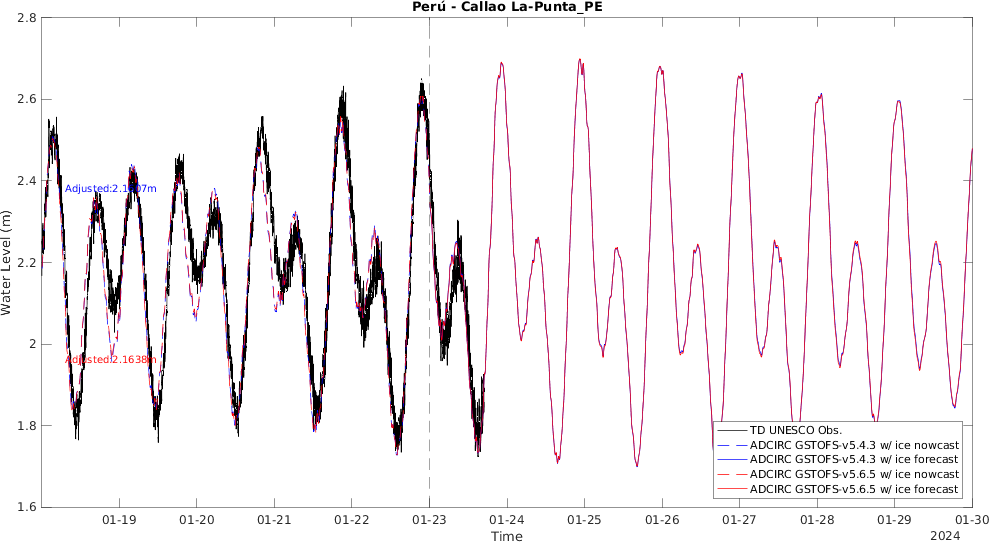 Perú - Callao La-Punta_PE
Water Level (m)
2.8
2.6
2.4
2.2
2
1.8
1.6
Adjusted:2.1638m
01-19
01-20
01-21
01-22
01-23
01-24
01-25
01-26
01-27
01-28
01-29
01-30
Time
2024
TD UNESCO Obs.
ADCIRC GSTOFS-v5.4.3 w/ ice nowcast
ADCIRC GSTOFS-v5.4.3 w/ ice forecast
ADCIRC GSTOFS-v5.6.5 w/ ice nowcast
ADCIRC GSTOFS-v5.6.5 w/ ice forecast